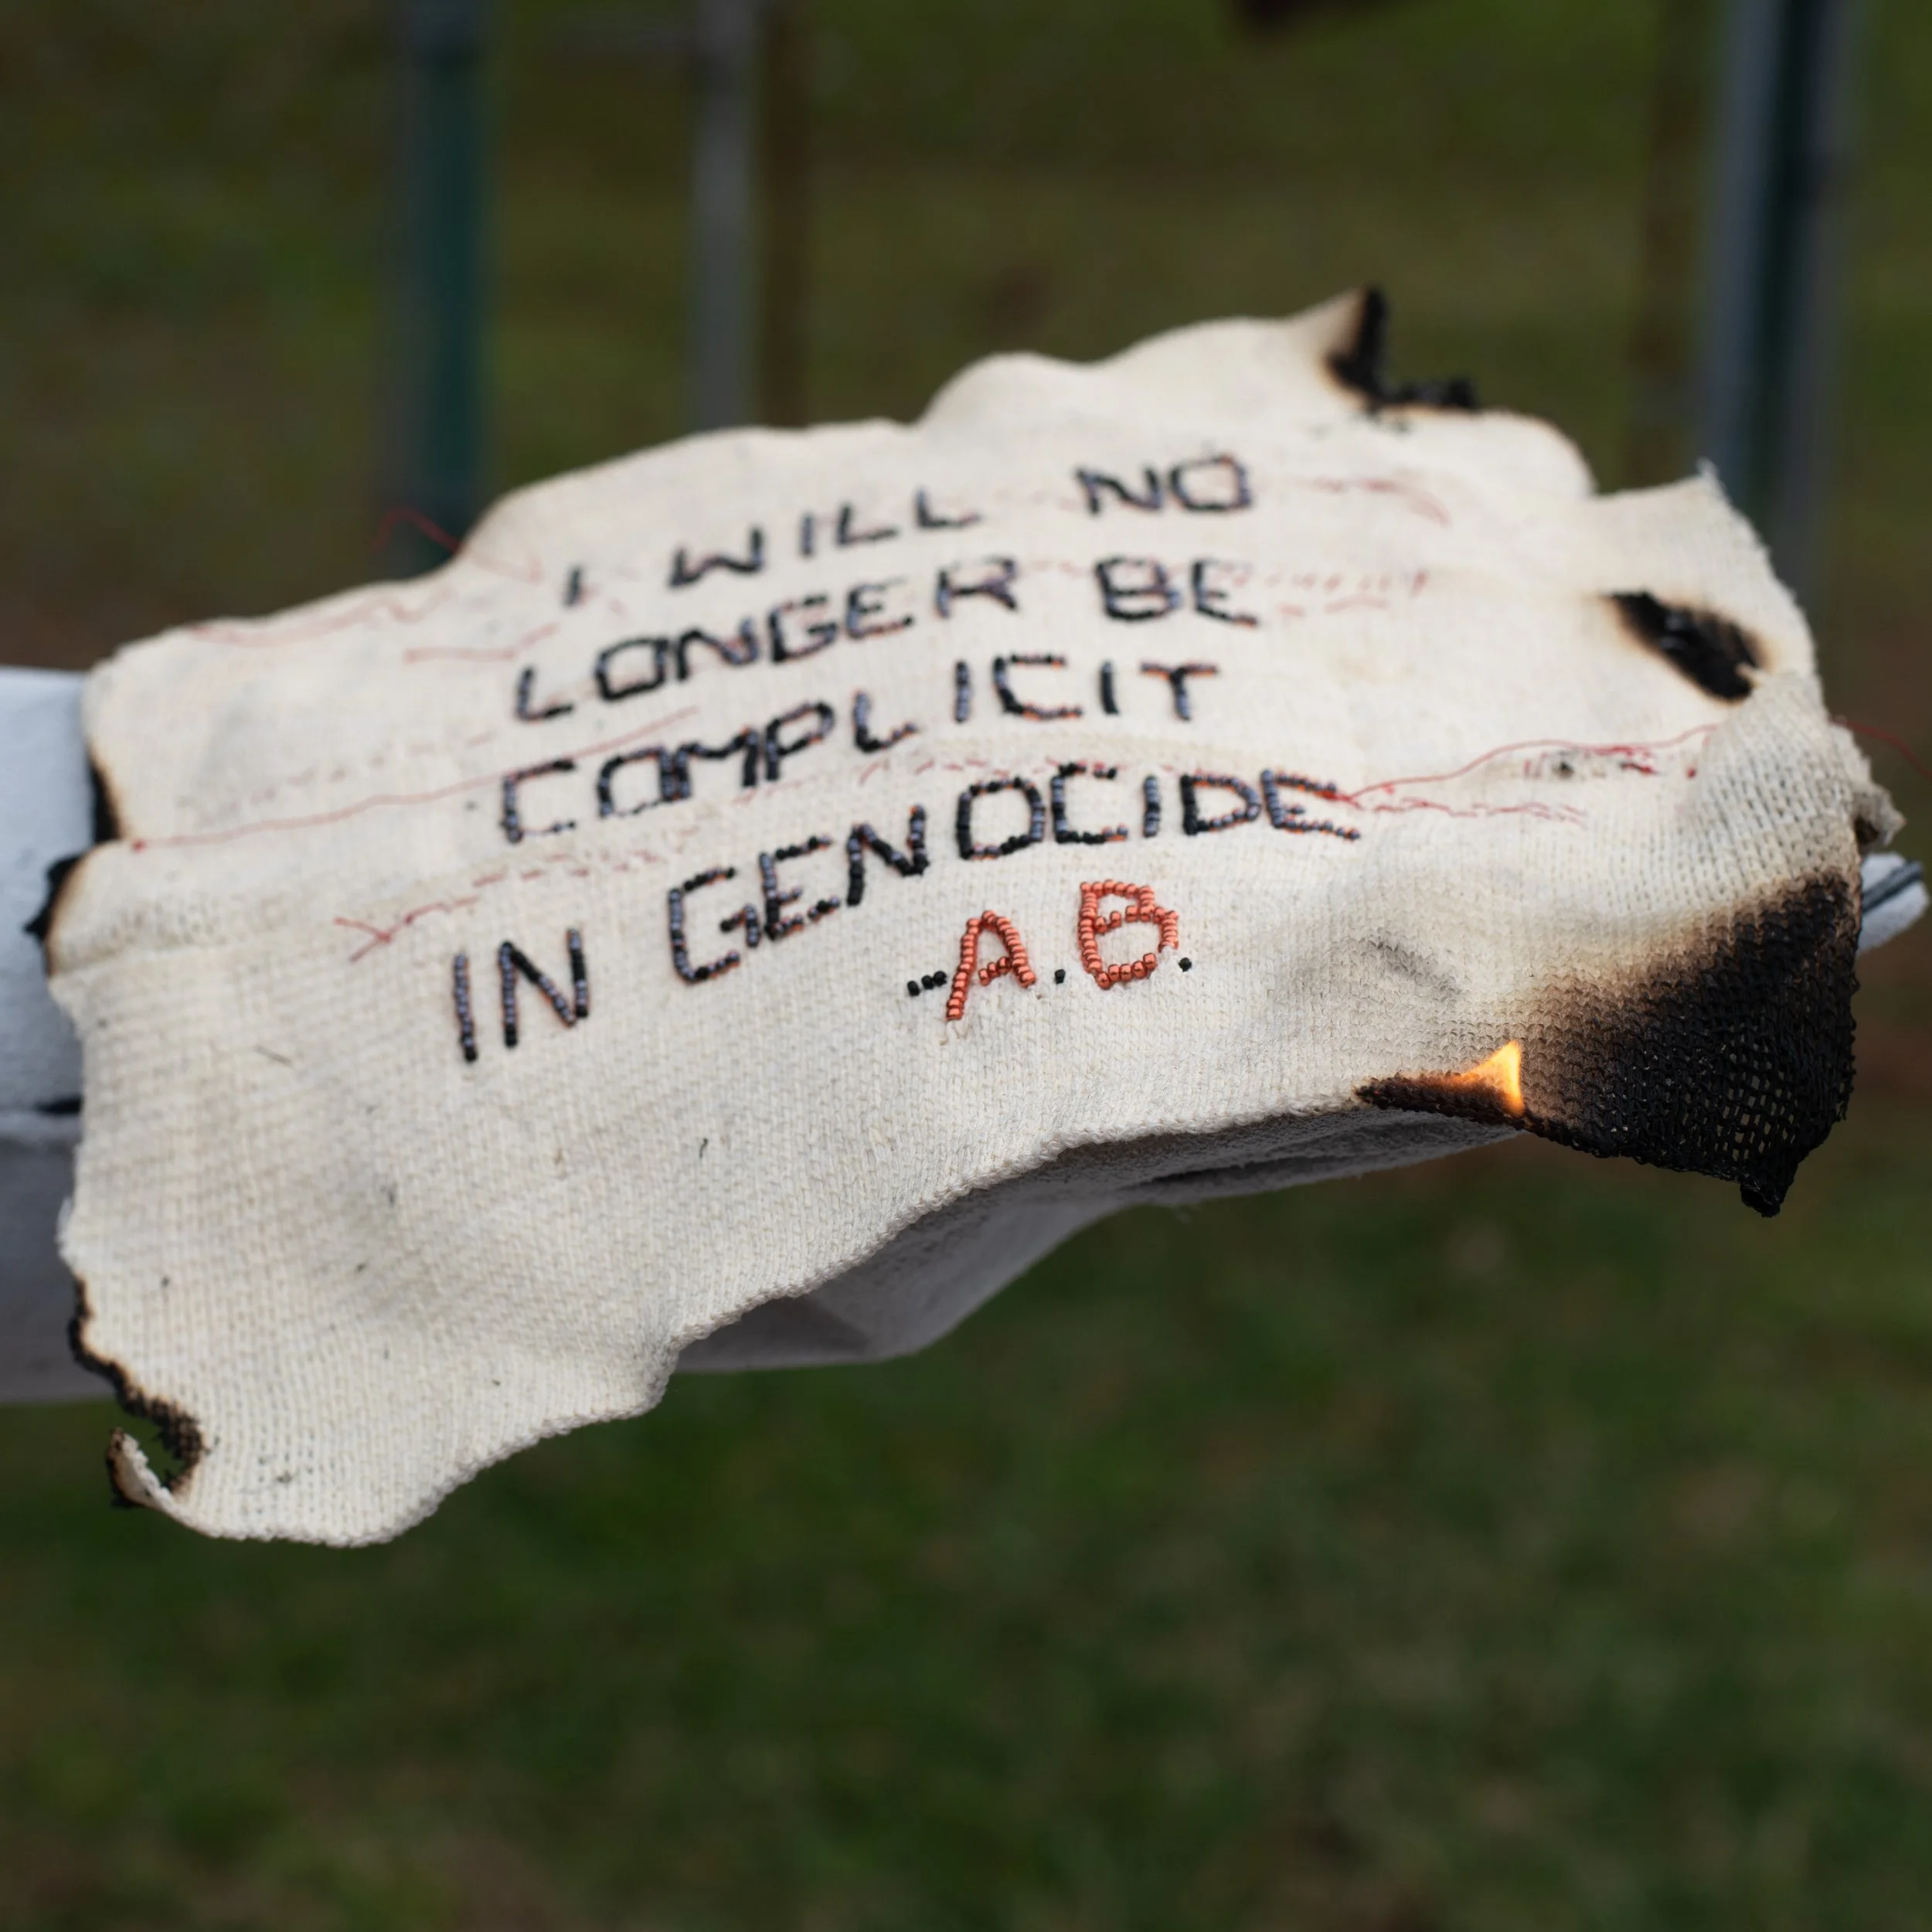 I WILL NO
LONGER BE
COMPLICIT
IN GENOCIDE
-A.B.